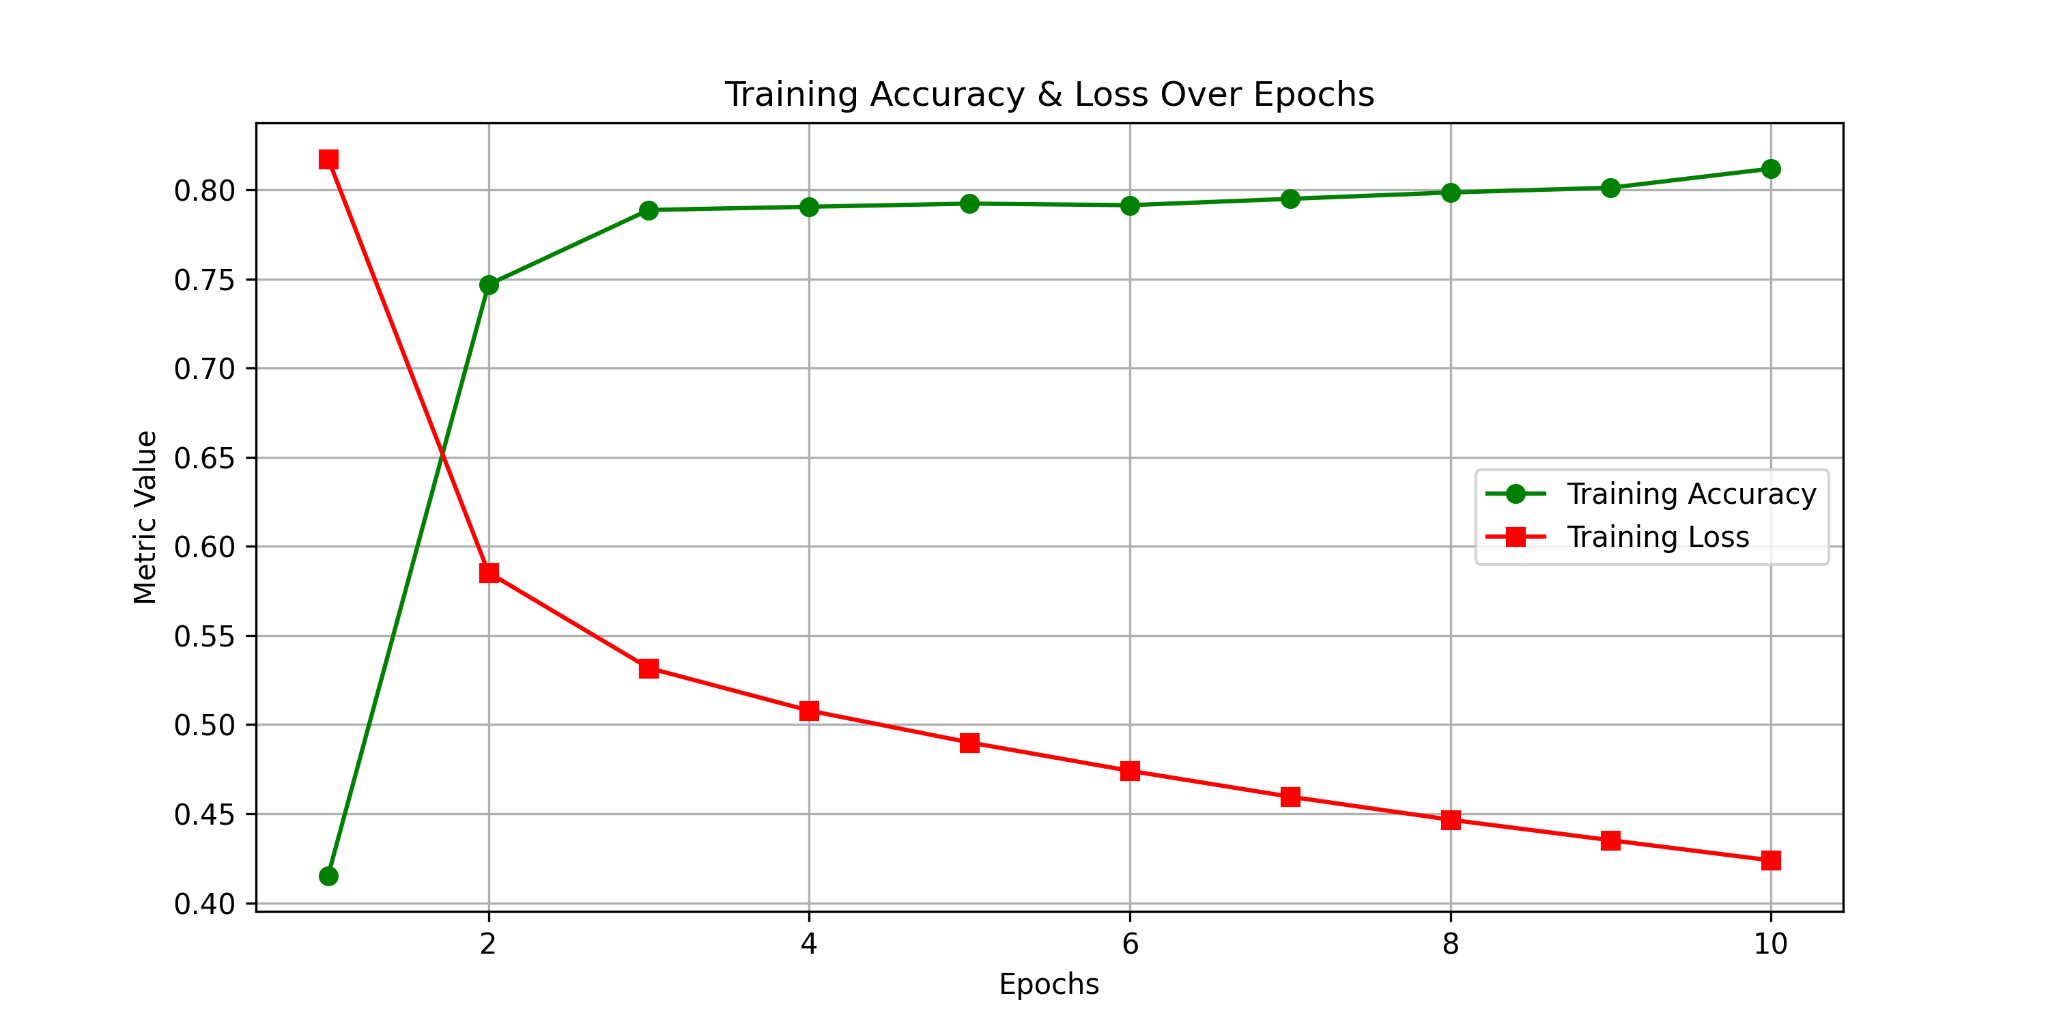 Training Accuracy & Loss Over Epochs
Metric Value
0.80
0.75
0.70
0.65
0.60
0.55
0.50
0.45
0.40
Training Accuracy
Training Loss
2 4 6 8 10
Epochs